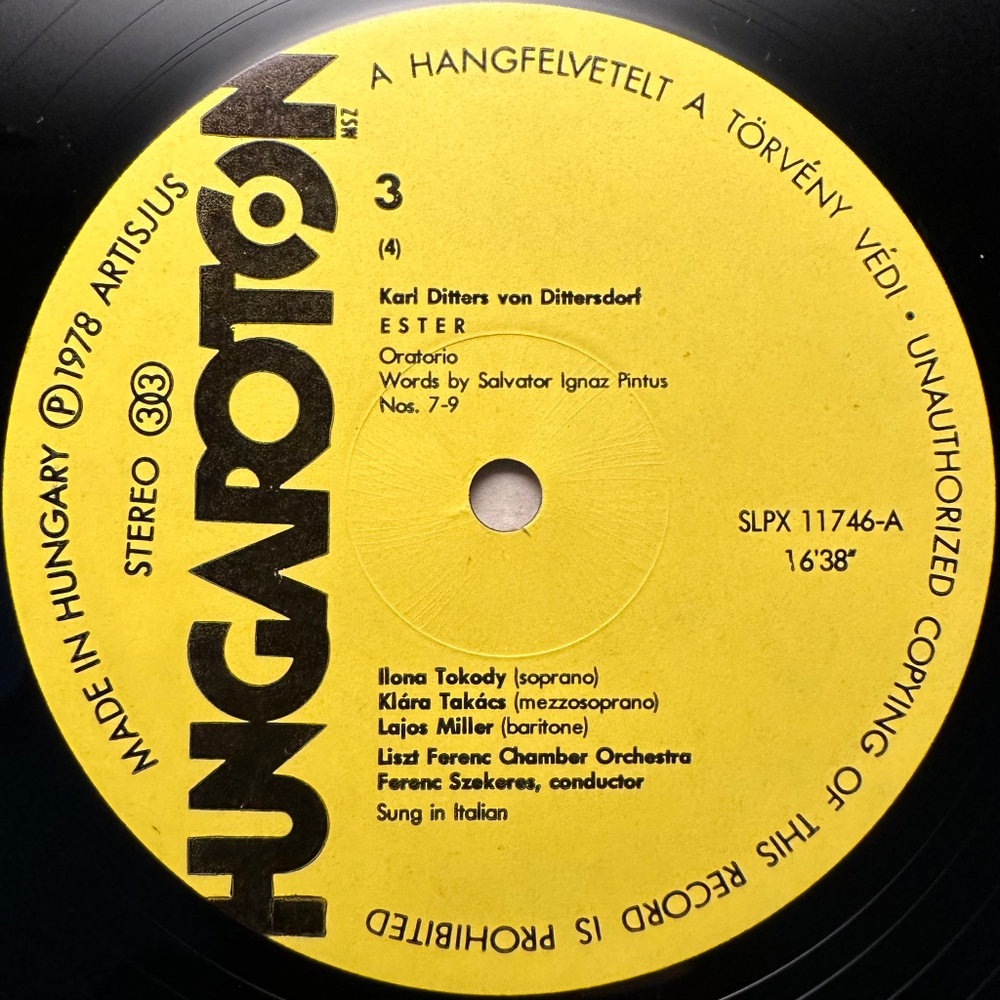 A HANGFELVETELT A TÖRVÉNY VÉDI • UNAUTHORIZED COPYING OF THIS RECORD IS PROHIBITED
MADE IN HUNGARY Ⓟ 1978 ARTISJUS
STEREO 33
HUNGAROTON
MSZ
3
(4)
Karl Ditters von Dittersdorf
ESTER
Oratorio
Words by Salvator Ignaz Pintus
Nos. 7-9
SLPX 11746-A
16'38"
Ilona Tokody (soprano)
Klára Takács (mezzosoprano)
Lajos Miller (baritone)
Liszt Ferenc Chamber Orchestra
Ferenc Szekeres, conductor
Sung in Italian